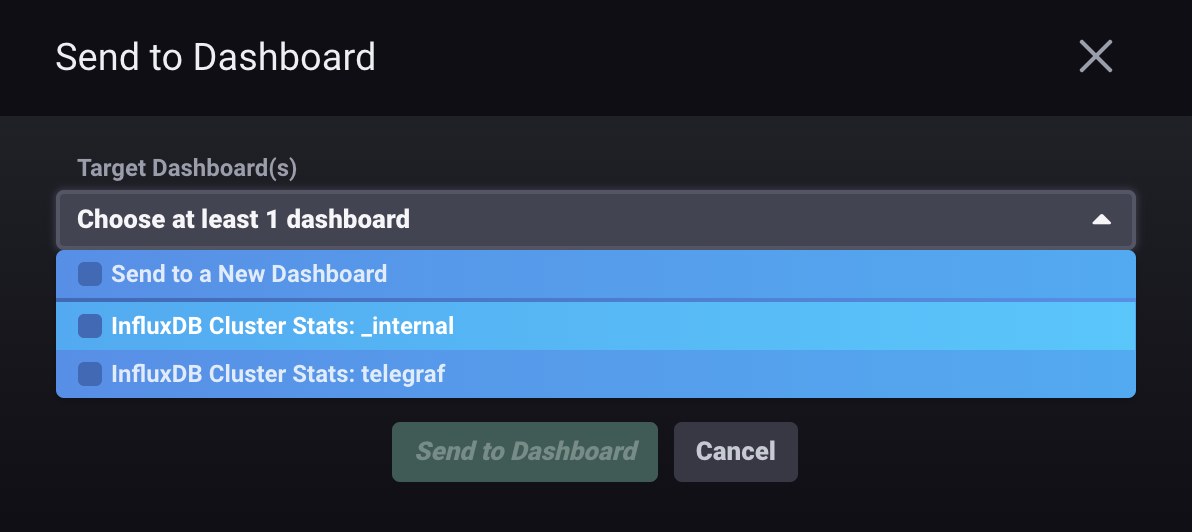 Send to Dashboard
Target Dashboard(s)
Choose at least 1 dashboard
Send to a New Dashboard
InfluxDB Cluster Stats: _internal
InfluxDB Cluster Stats: telegraf
Send to Dashboard
Cancel